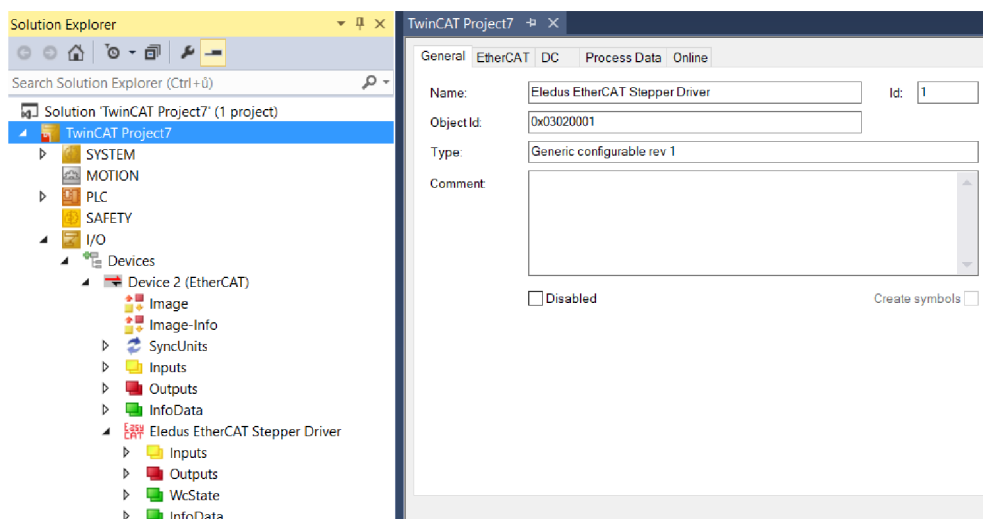 Solution Explorer
Search Solution Explorer (Ctrl+ů)
Solution 'TwinCAT Project7' (1 project)
TwinCAT Project7
SYSTEM
MOTION
PLC
SAFETY
I/O
Devices
Device 2 (EtherCAT)
Image
Image-Info
SyncUnits
Inputs
Outputs
InfoData
Easy CAT Eledus EtherCAT Stepper Driver
Inputs
Outputs
WcState
InfoData
TwinCAT Project7
General EtherCAT DC Process Data Online
Name: Eledus EtherCAT Stepper Driver Id: 1
Object Id: 0x03020001
Type: Generic configurable rev 1
Comment:
Disabled Create symbols